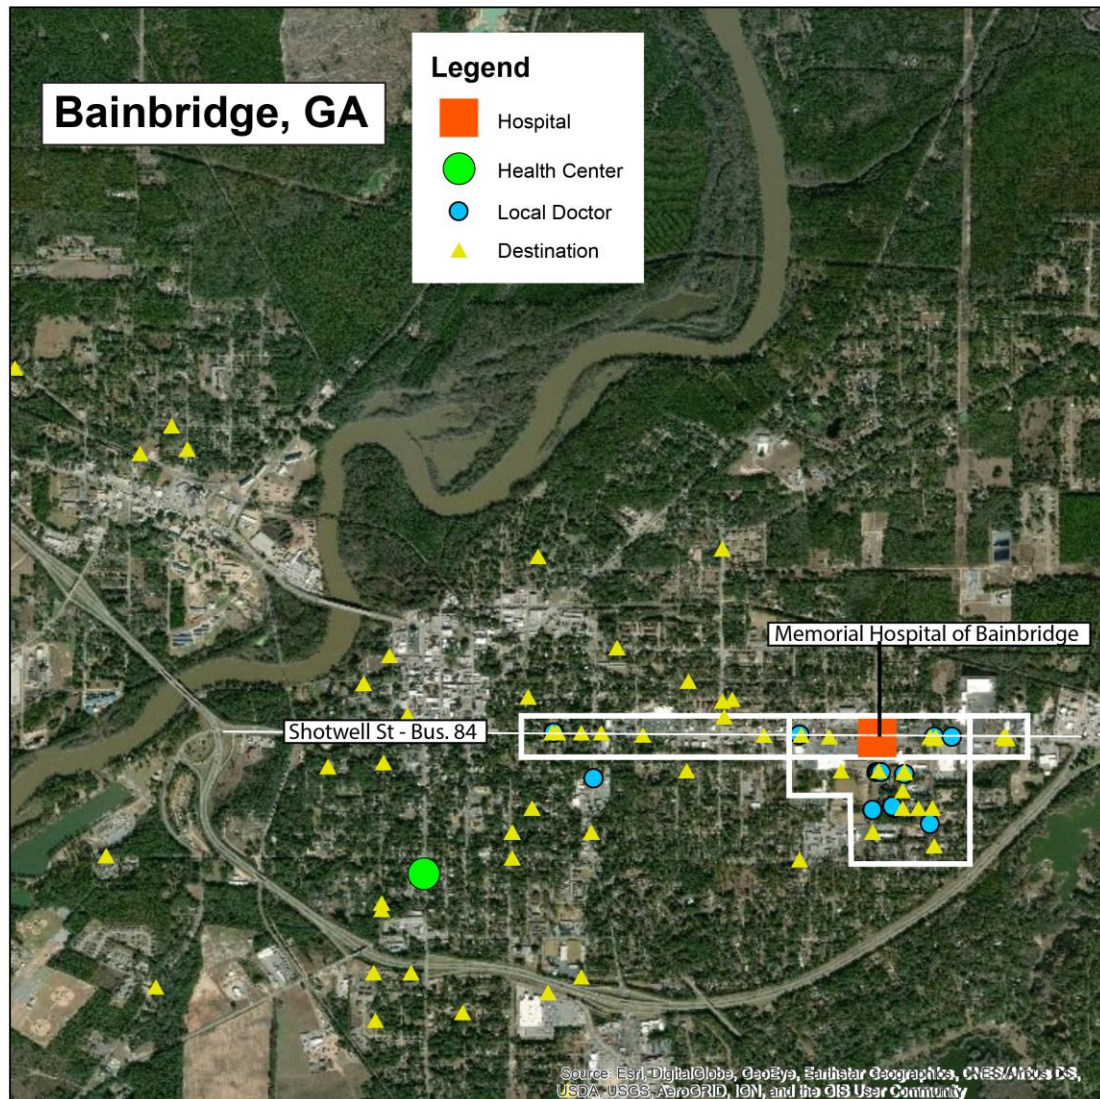 Bainbridge, GA
Legend
Hospital
Health Center
Local Doctor
Destination
Memorial Hospital of Bainbridge
Shotwell St - Bus. 84
Source: Esri, DigitalGlobe, GeoEye, Earthstar Geographics, CNES/Airbus DS,
USDA, USGS, AeroGRID, IGN, and the GIS User Community